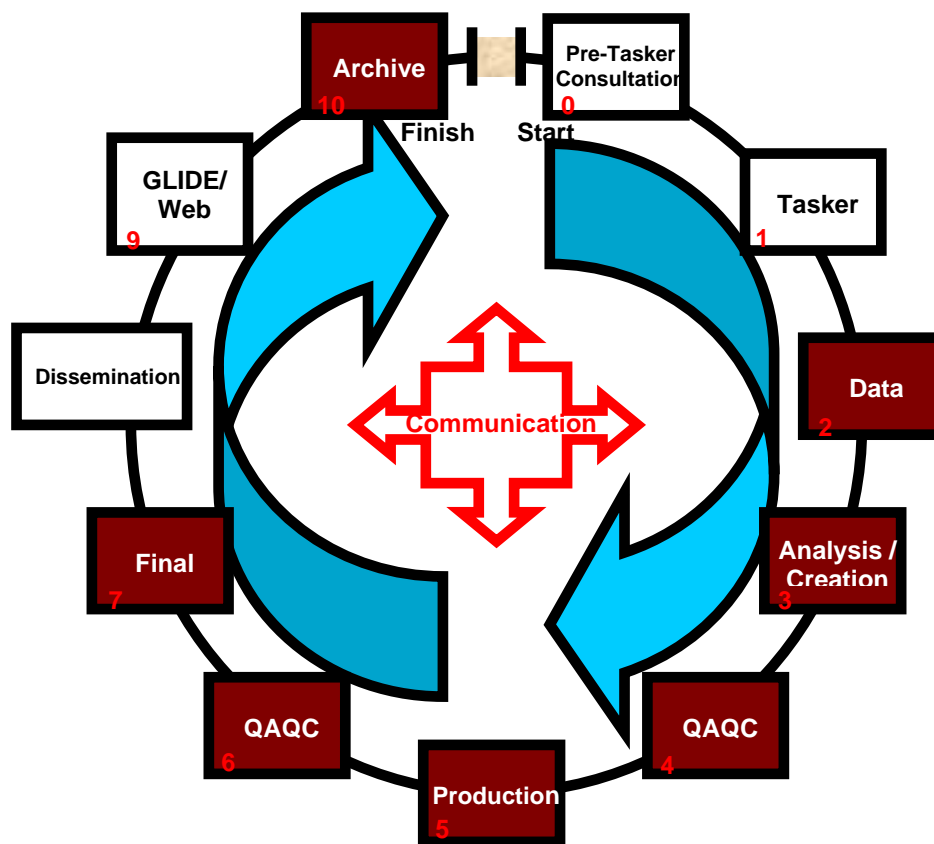 Pre-Tasker
Consultation
0
Start
Tasker
1
Data
2
Analysis /
Creation
3
QAQC
4
Production
5
QAQC
6
Final
7
Dissemination
GLIDE/
Web
9
Archive
10
Finish
Communication